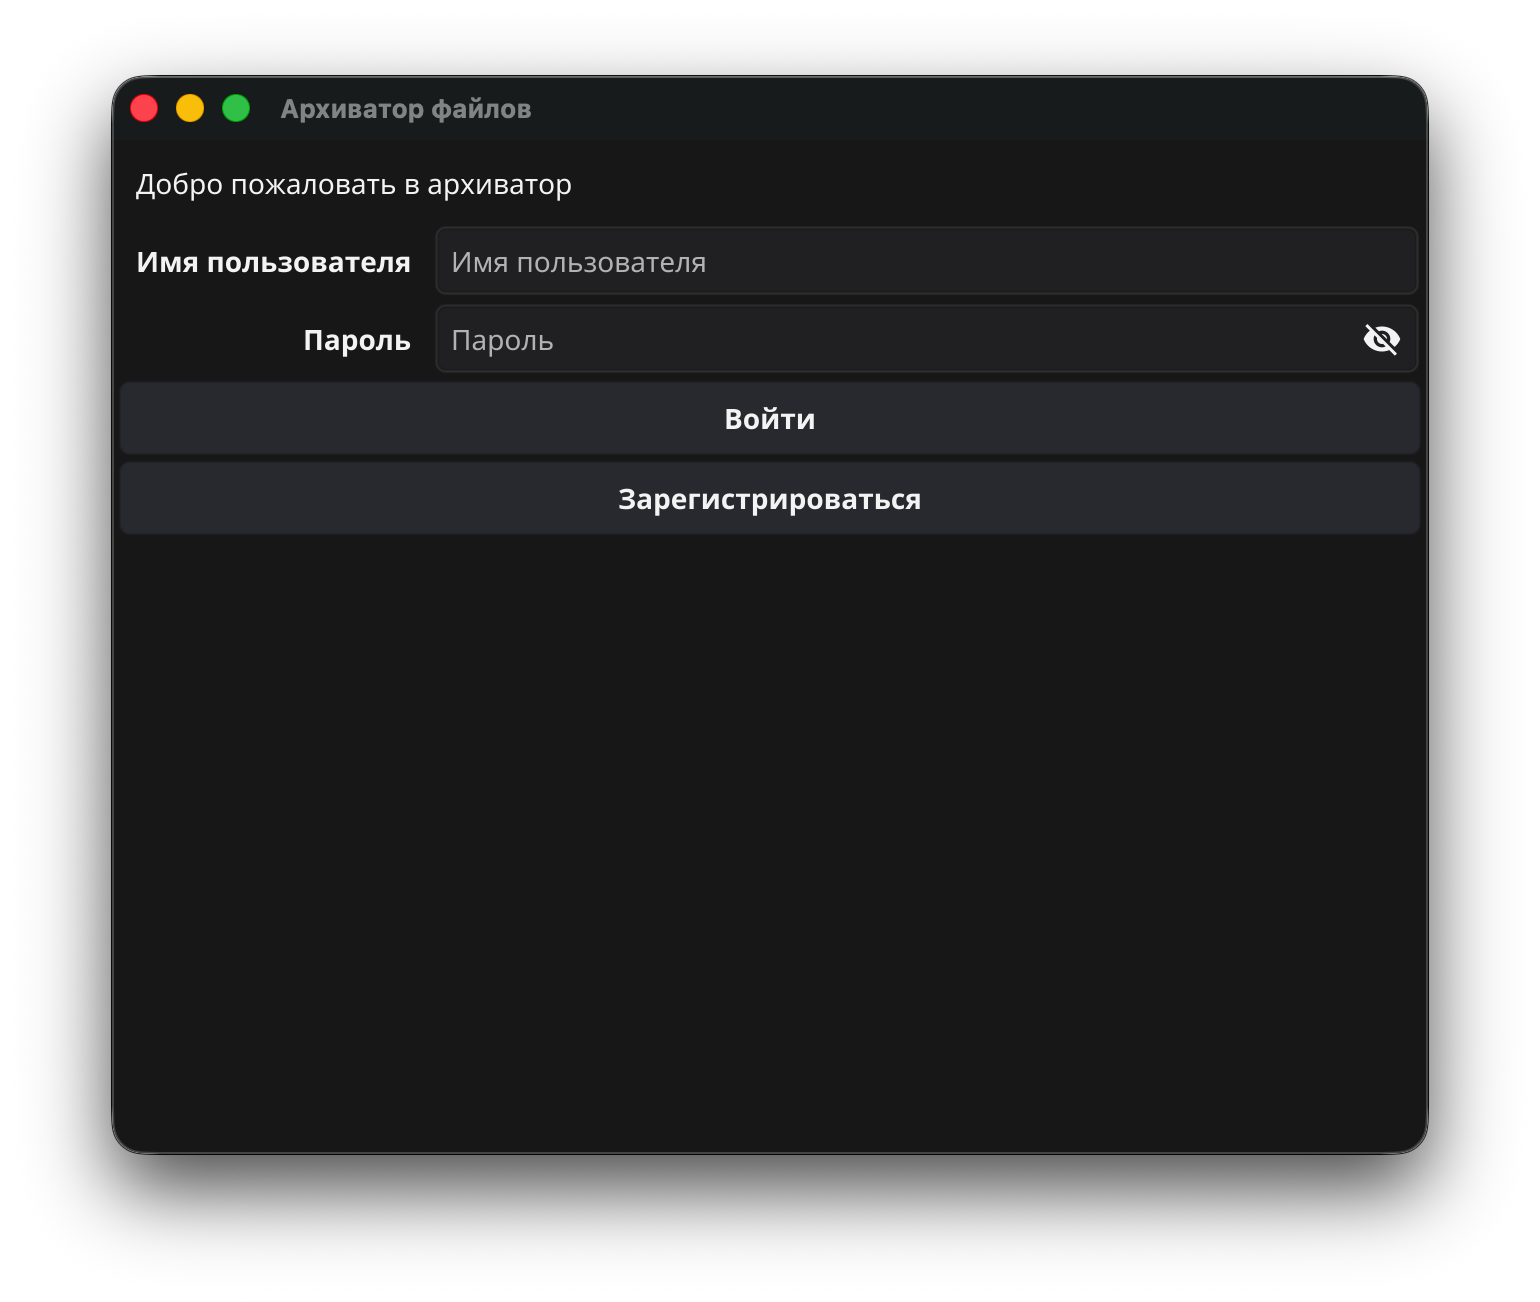 Архиватор файлов
Добро пожаловать в архиватор
Имя пользователя Имя пользователя
Пароль Пароль
Войти
Зарегистрироваться